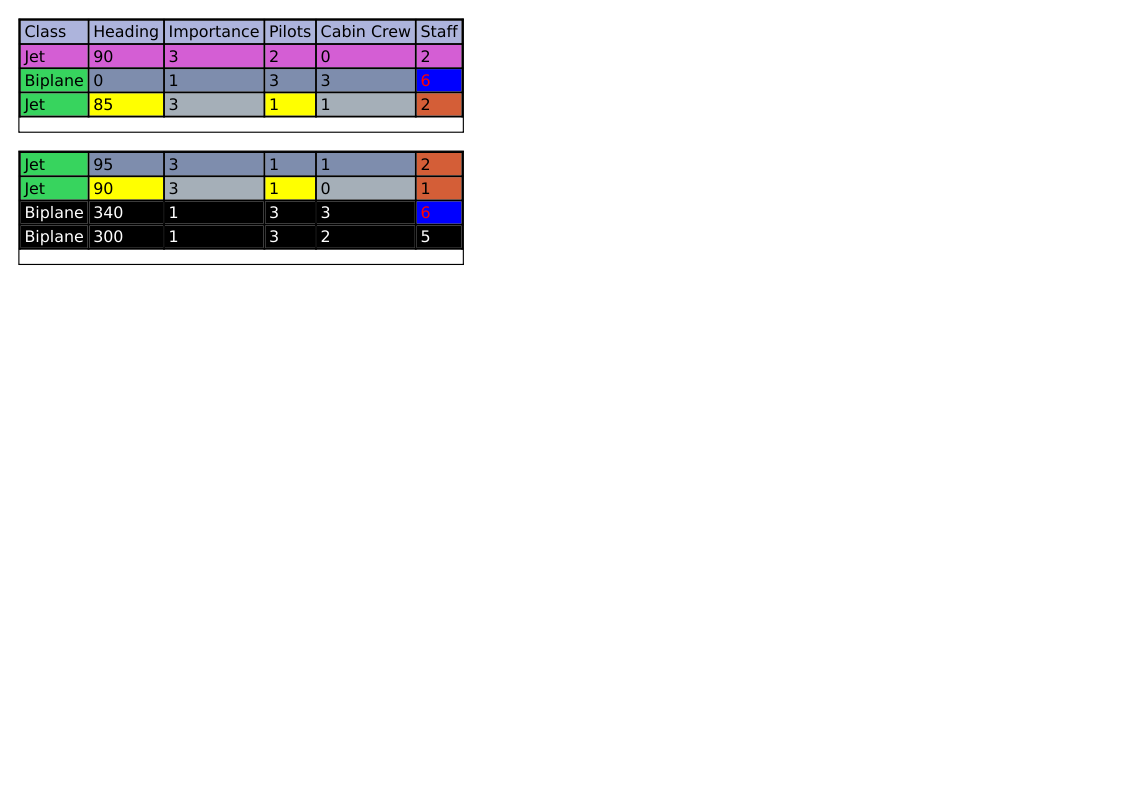 Class Heading Importance Pilots Cabin Crew Staff
Jet 90 3 2 0 2
Biplane 0 1 3 3 6
Jet 85 3 1 1 2
Jet 95 3 1 1 2
Jet 90 3 1 0 1
Biplane 340 1 3 3 6
Biplane 300 1 3 2 5